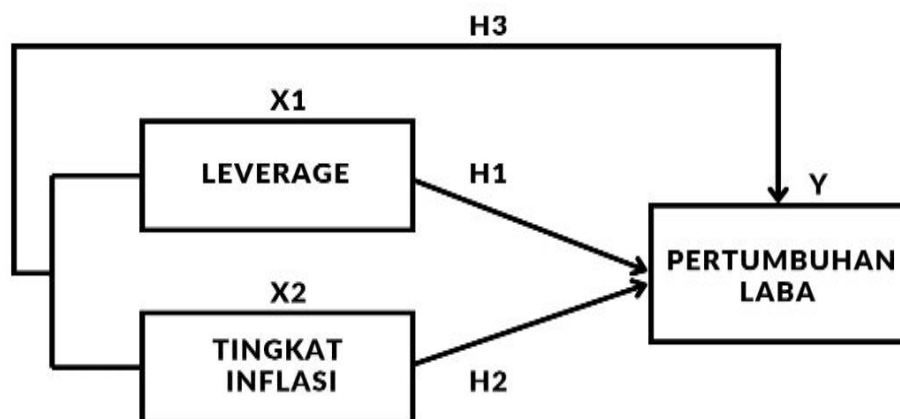 H3
X1
LEVERAGE
H1
Y
PERTUMBUHAN
LABA
X2
TINGKAT
INFLASI
H2